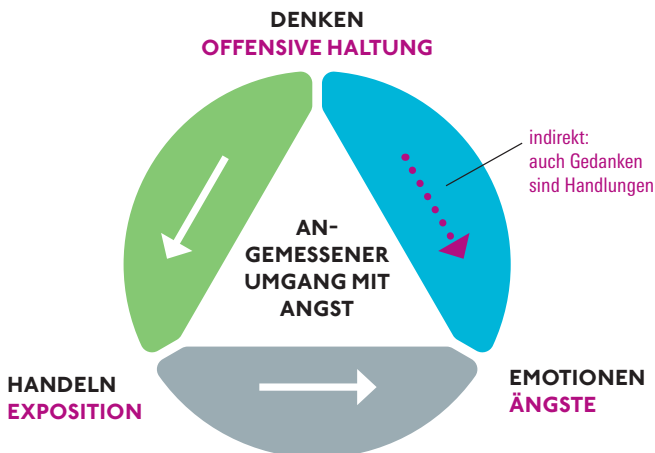 DENKEN
OFFENSIVE HALTUNG
indirekt:
auch Gedanken
sind Handlungen
AN-
GEMESSENER
UMGANG MIT
ANGST
HANDELN
EXPOSITION
EMOTIONEN
ÄNGSTE